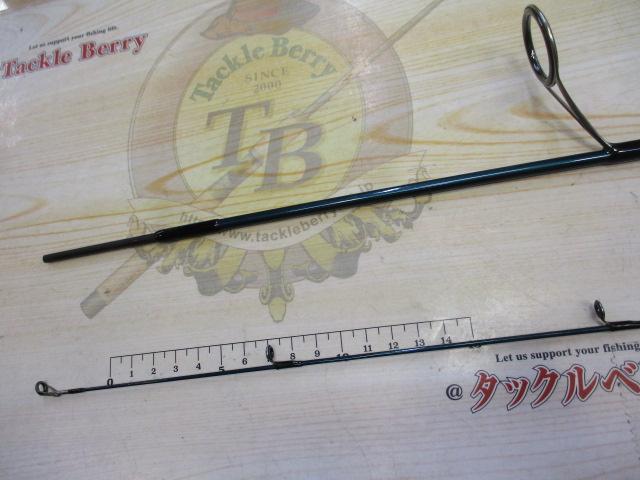 Let us support your fishing life.
Tackle Berry
Tackle Berry
SINCE
2000
TB
http://www.tackleberry
0 1 2 3 4 5 6 7 8 9 10 11 12 13 14 15
Let us support your fishing
@タックルベ